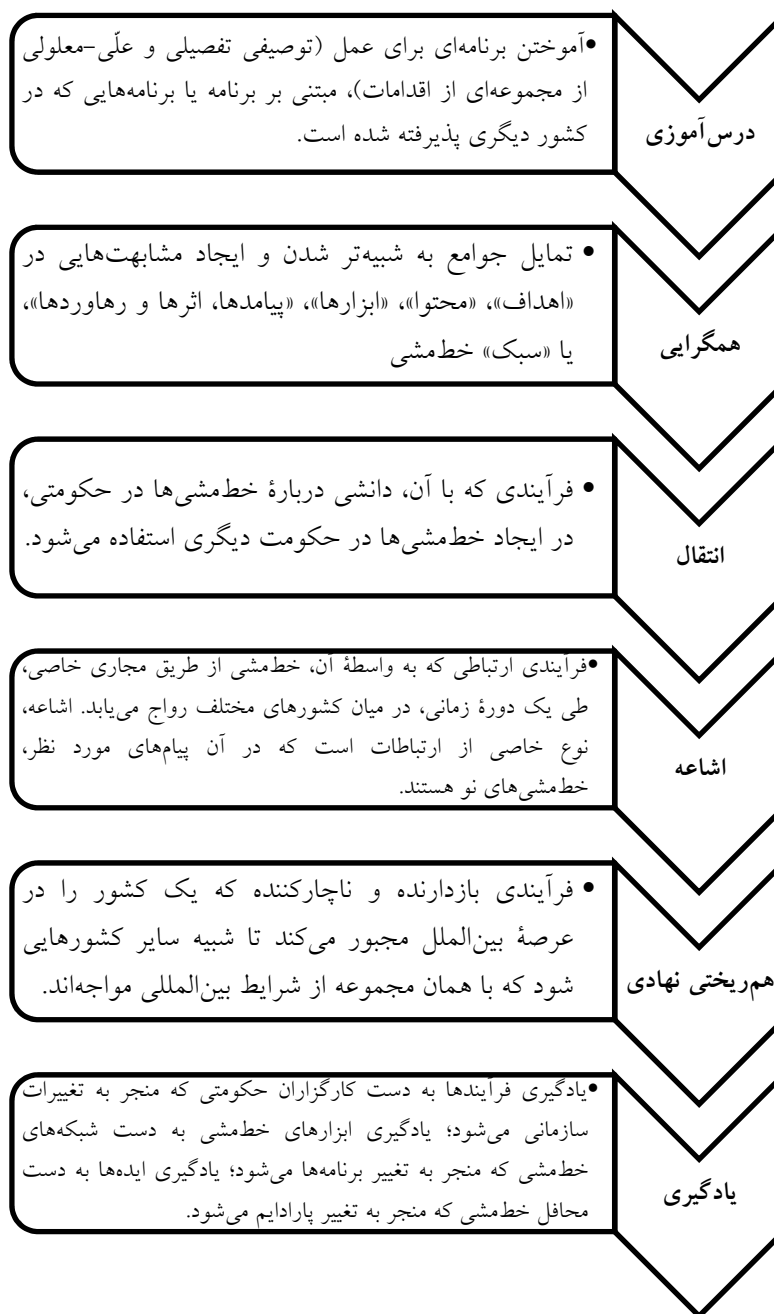 درس‌آموزی
•آموختن برنامه‌ای برای عمل (توصیفی تفصیلی و علّی-معلولی
از مجموعه‌ای از اقدامات)، مبتنی بر برنامه یا برنامه‌هایی که در
کشور دیگری پذیرفته شده است.
همگرایی
• تمایل جوامع به شبیه‌تر شدن و ایجاد مشابهت‌هایی در
«اهداف»، «محتوا»، «ابزارها»، «پیامدها، اثرها و رهاوردها»،
یا «سبک» خط‌مشی
انتقال
• فرآیندی که با آن، دانشی دربارۀ خط‌مشی‌ها در حکومتی،
در ایجاد خط‌مشی‌ها در حکومت دیگری استفاده می‌شود.
اشاعه
•فرآیندی ارتباطی که به واسطۀ آن، خط‌مشی از طریق مجاری خاصی،
طی یک دورۀ زمانی، در میان کشورهای مختلف رواج می‌یابد. اشاعه،
نوع خاصی از ارتباطات است که در آن پیام‌های مورد نظر،
خط‌مشی‌های نو هستند.
هم‌ریختی نهادی
• فرآیندی بازدارنده و ناچارکننده که یک کشور را در
عرصۀ بین‌الملل مجبور می‌کند تا شبیه سایر کشورهایی
شود که با همان مجموعه از شرایط بین‌المللی مواجه‌اند.
یادگیری
•یادگیری فرآیندها به دست کارگزاران حکومتی که منجر به تغییرات
سازمانی می‌شود؛ یادگیری ابزارهای خط‌مشی به دست شبکه‌های
خط‌مشی که منجر به تغییر برنامه‌ها می‌شود؛ یادگیری ایده‌ها به دست
محافل خط‌مشی که منجر به تغییر پارادایم می‌شود.